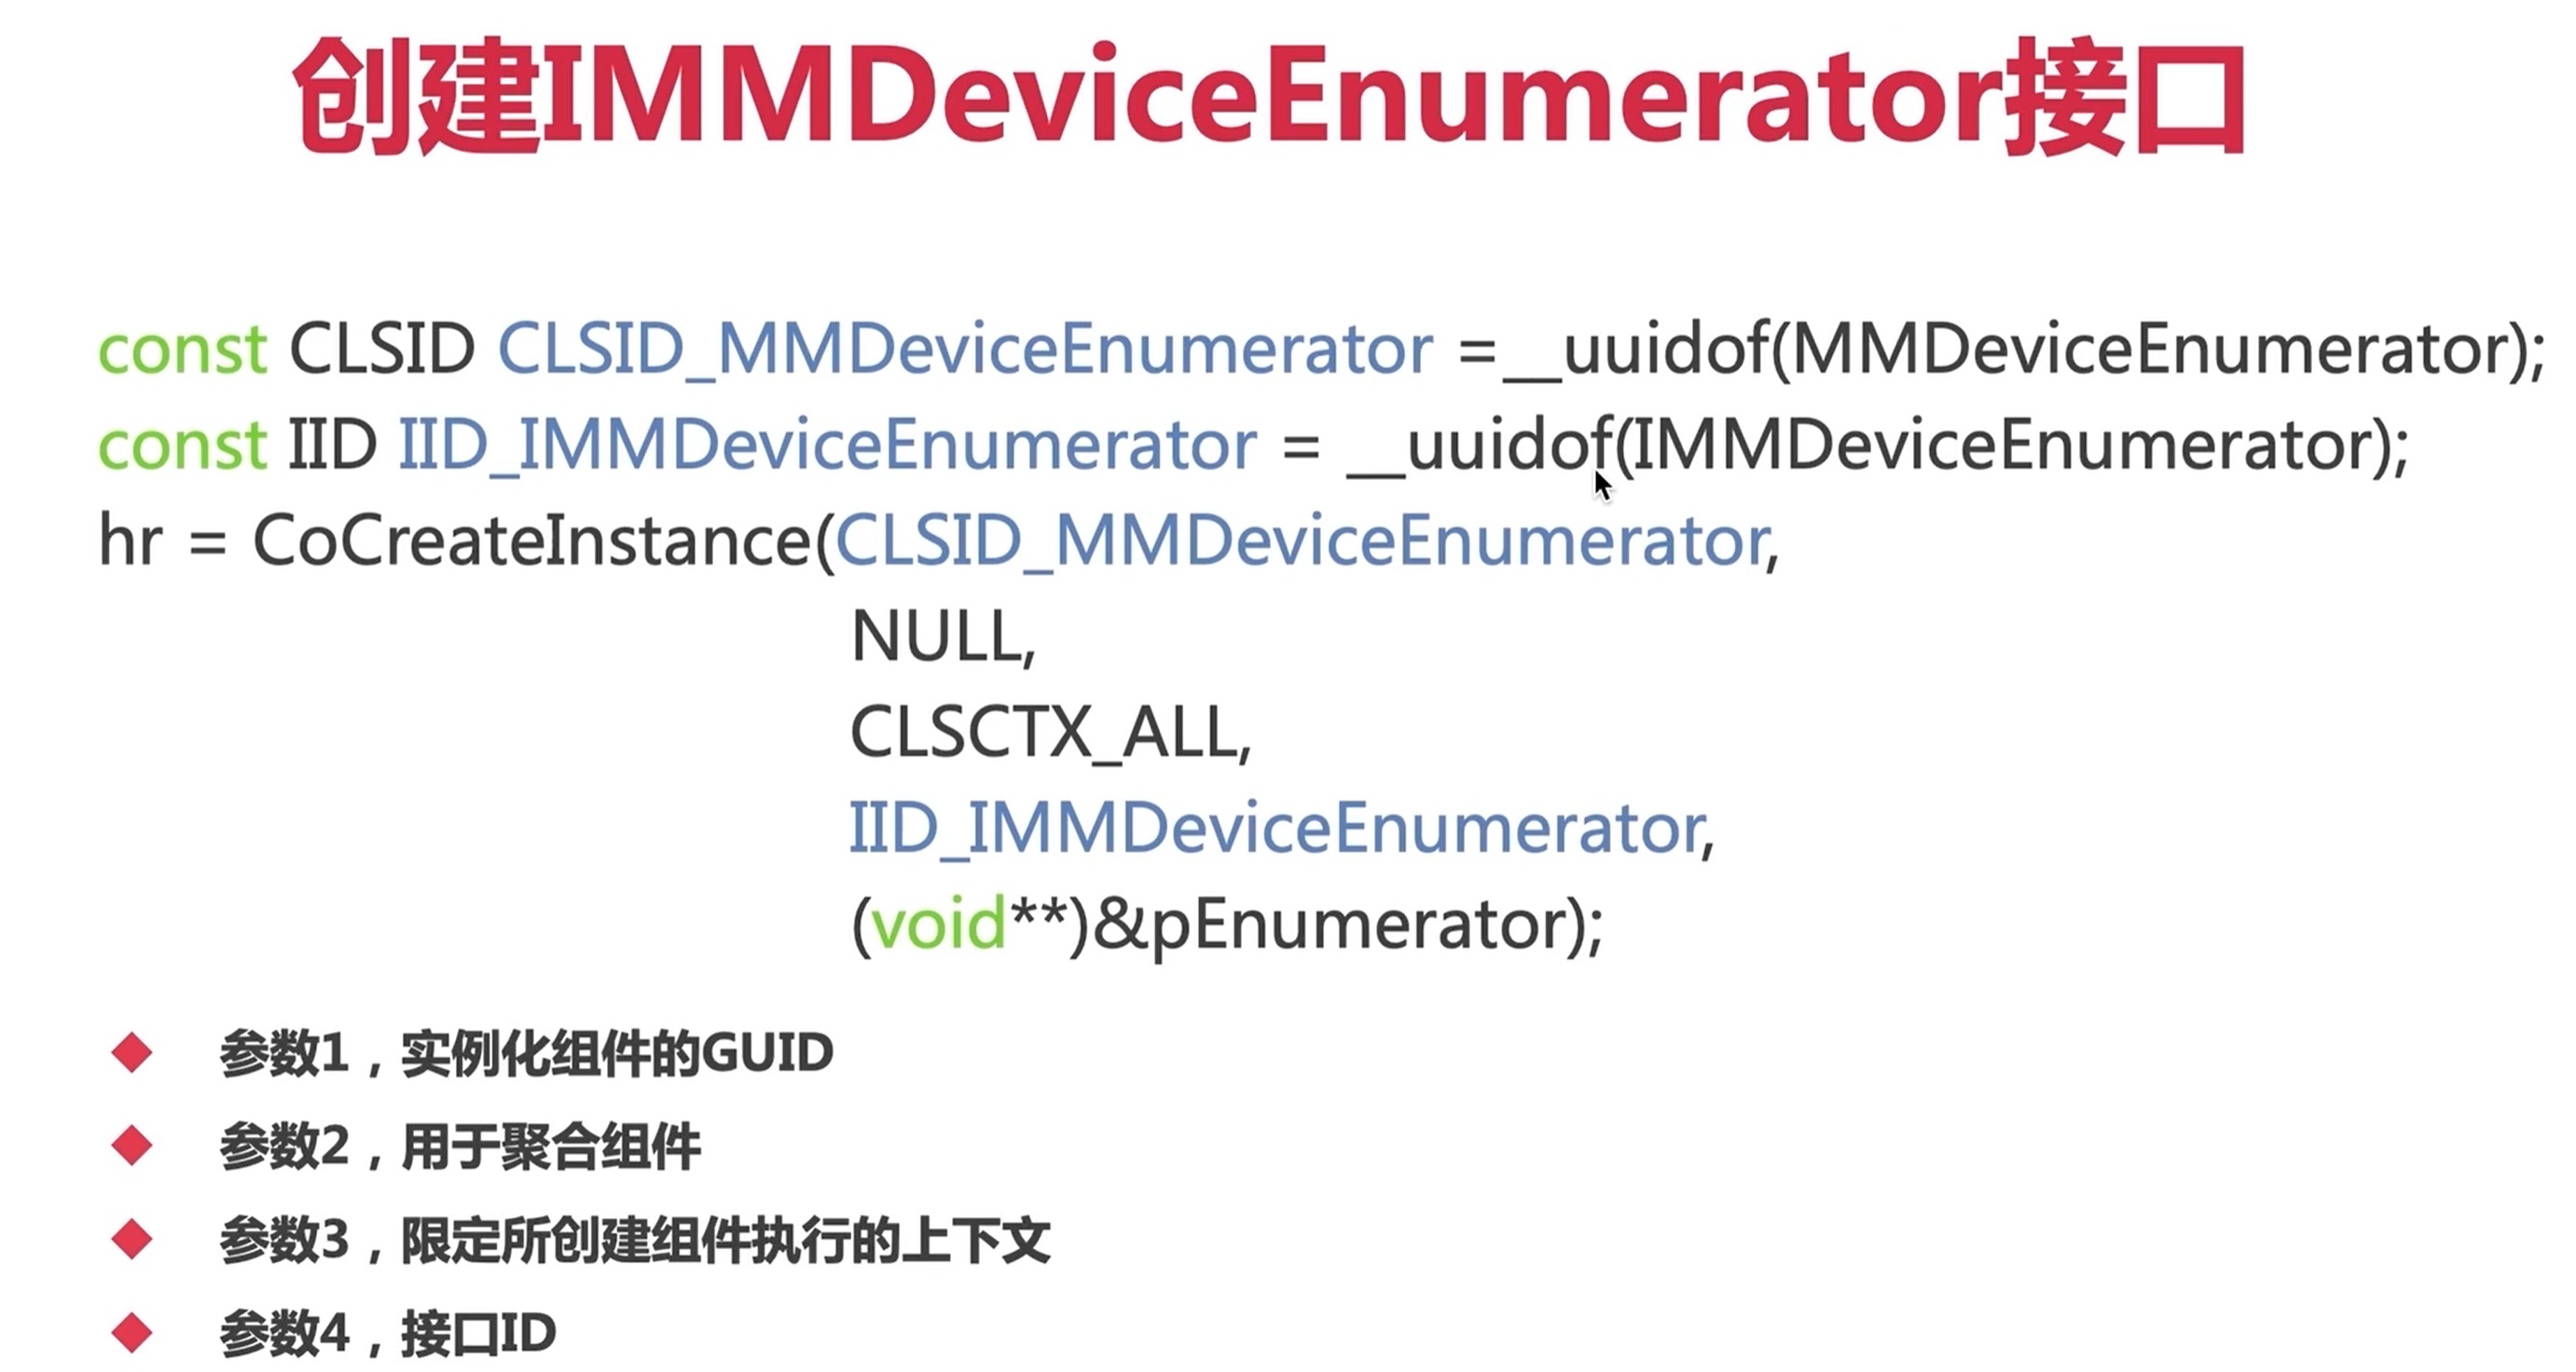 创建IMMDeviceEnumerator接口
const CLSID CLSID_MMDeviceEnumerator =__uuidof(MMDeviceEnumerator);
const IID IID_IMMDeviceEnumerator = __uuidof(IMMDeviceEnumerator);
hr = CoCreateInstance(CLSID_MMDeviceEnumerator,
NULL,
CLSCTX_ALL,
IID_IMMDeviceEnumerator,
(void**)&pEnumerator);
参数1，实例化组件的GUID
参数2，用于聚合组件
参数3，限定所创建组件执行的上下文
参数4，接口ID